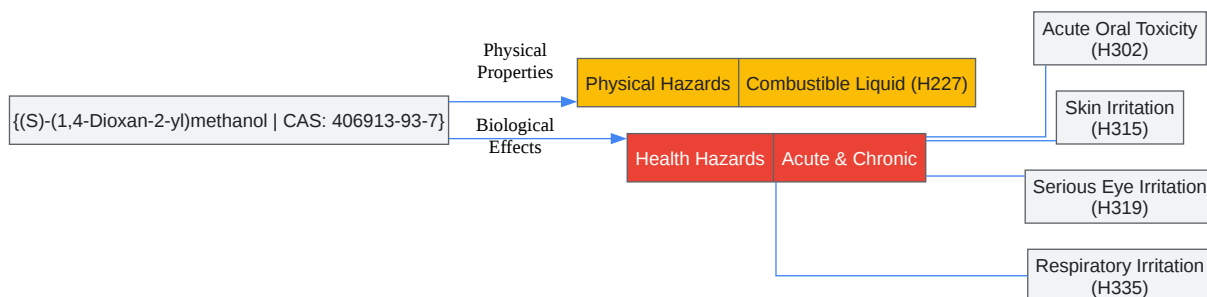 Acute Oral Toxicity
(H302)
Physical
Properties
Physical Hazards
Combustible Liquid (H227)
{(S)-(1,4-Dioxan-2-yl)methanol | CAS: 406913-93-7}
Skin Irritation
(H315)
Biological
Effects
Health Hazards
Acute & Chronic
Serious Eye Irritation
(H319)
Respiratory Irritation
(H335)